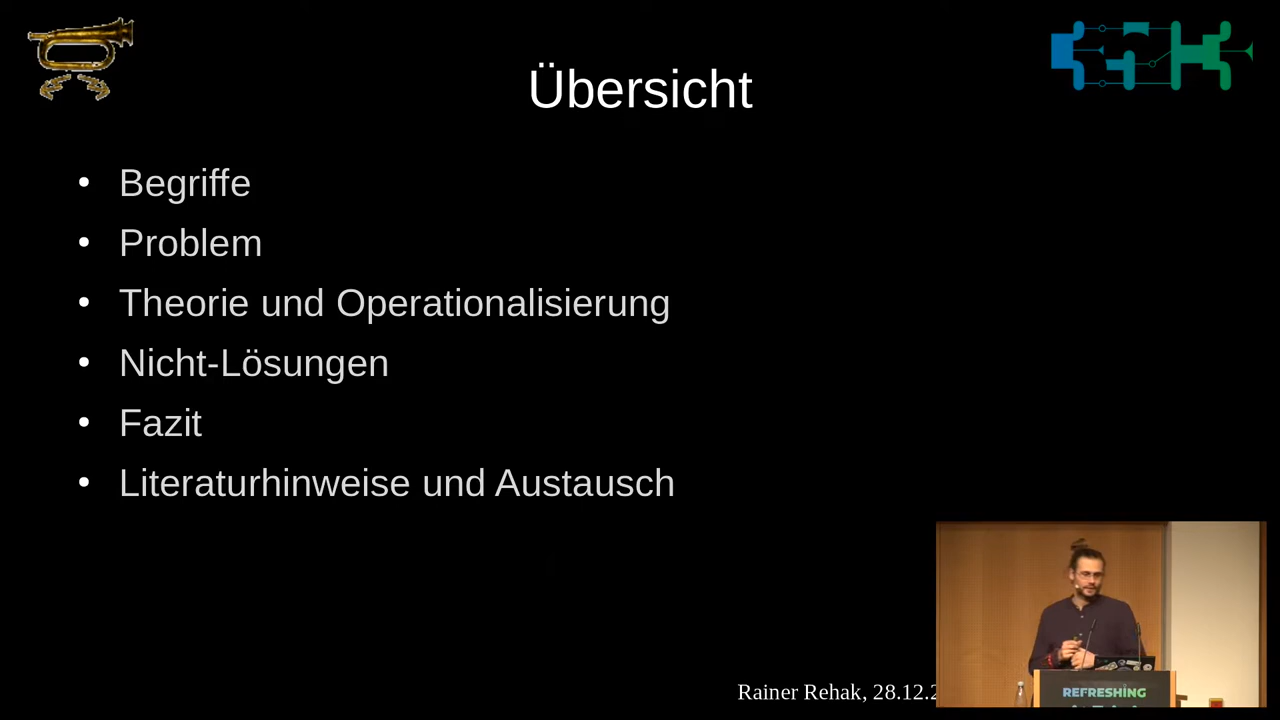 Übersicht
Begriffe
Problem
Theorie und Operationalisierung
Nicht-Lösungen
Fazit
Literaturhinweise und Austausch
Rainer Rehak, 28.12.2
REFRESHING